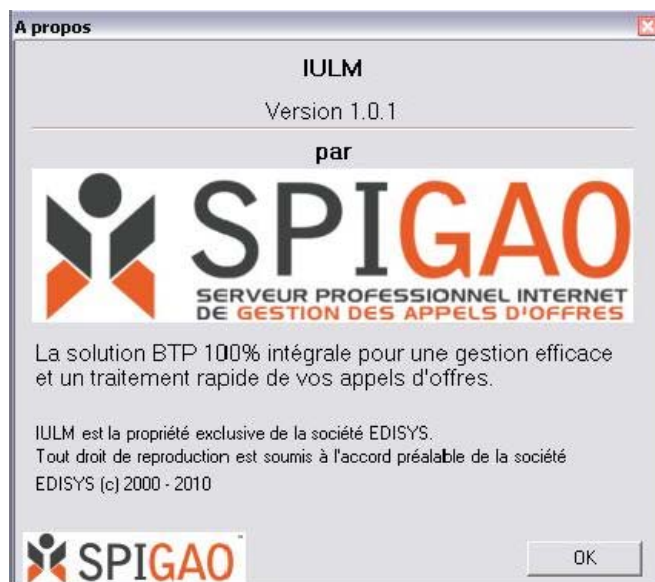 A propos
IULM
Version 1.0.1
par
SPIGAO
SERVEUR PROFESSIONNEL INTERNET
DE GESTION DES APPELS D'OFFRES
La solution BTP 100% intégrale pour une gestion efficace
et un traitement rapide de vos appels d'offres.
IULM est la propriété exclusive de la société EDISYS.
Tout droit de reproduction est soumis à l'accord préalable de la société
EDISYS (c) 2000 - 2010
SPIGAO
OK